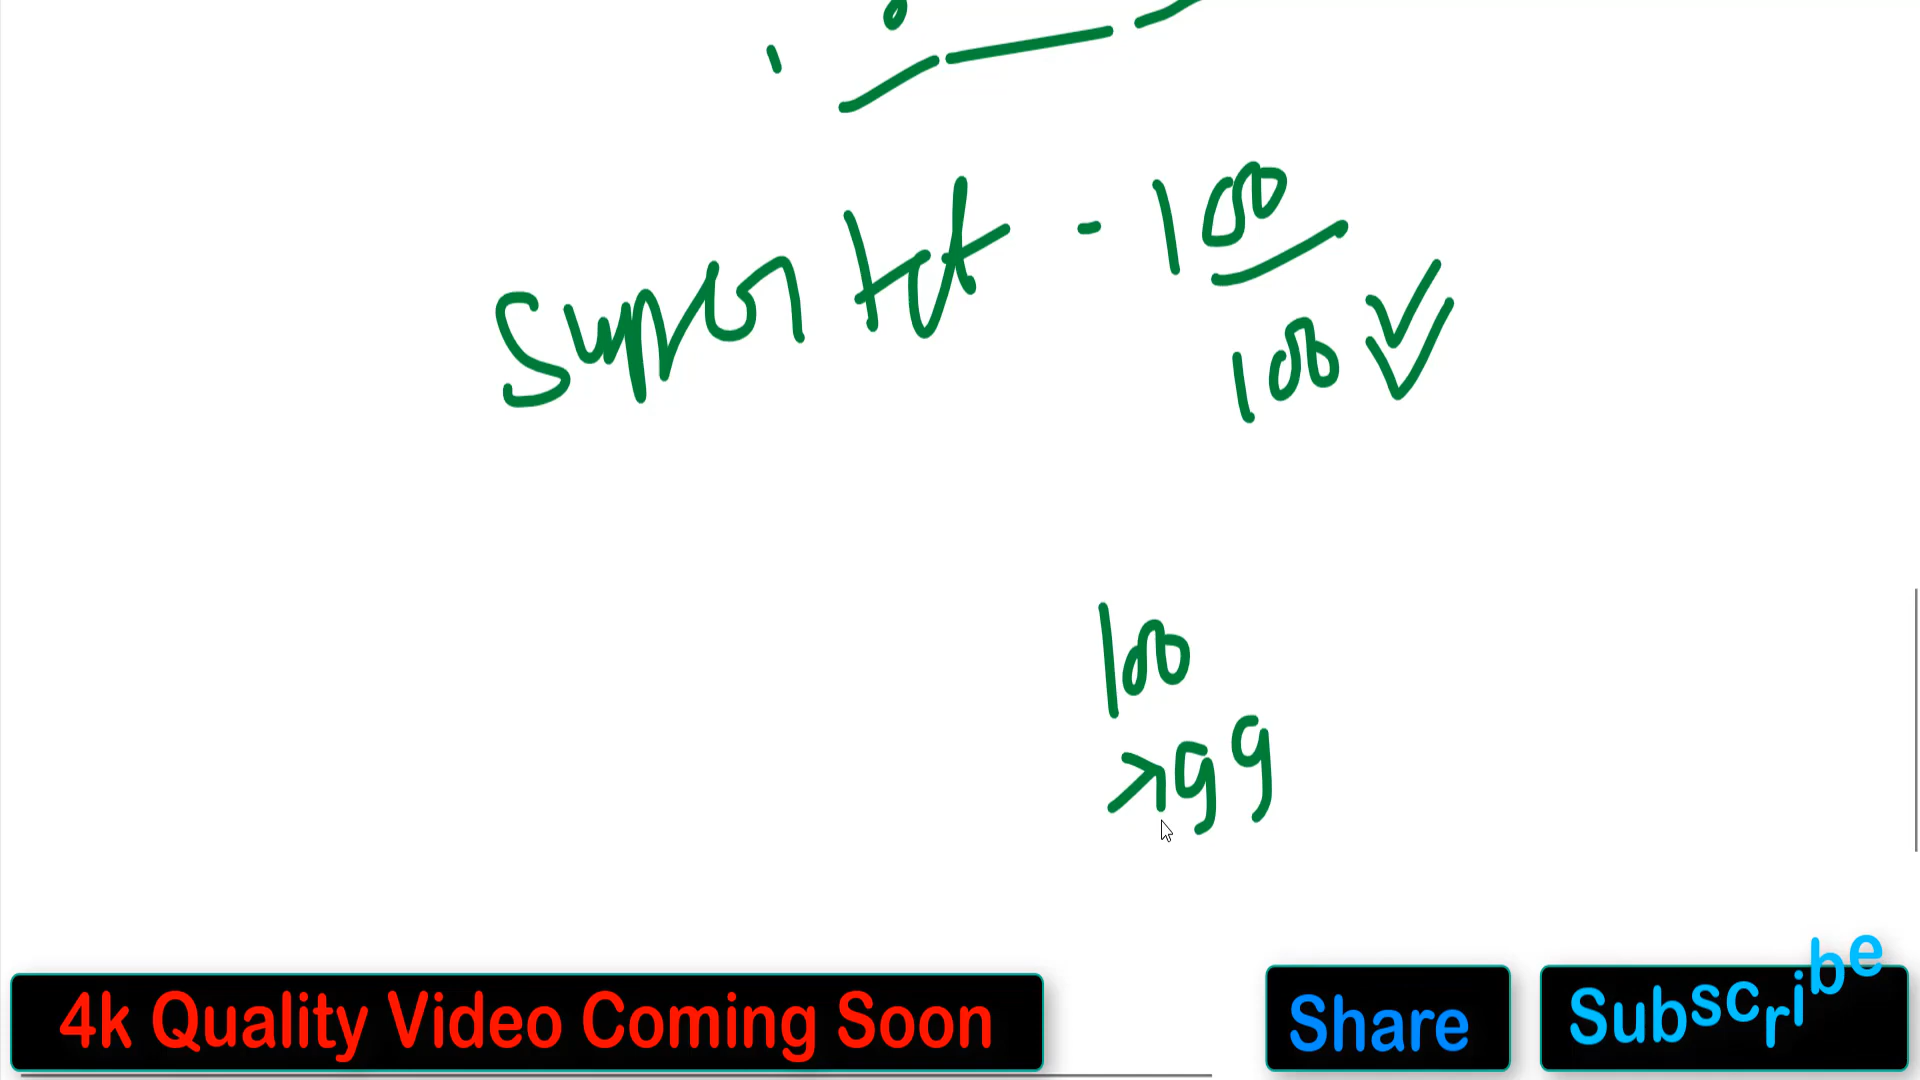 Super tet - 100
100
100
>99
4k Quality Video Coming Soon
Share
Subscribe